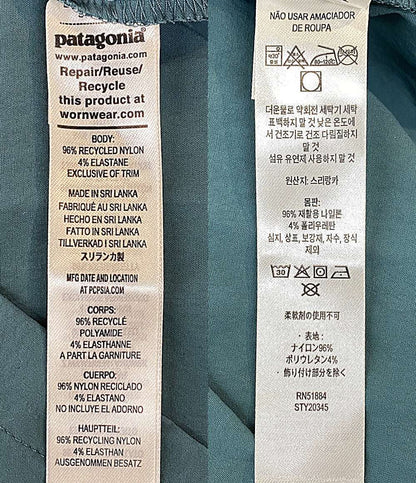 patagonia®
www.patagonia.com
Repair/Reuse/
Recycle
this product at
wornwear.com
BODY:
96% RECYCLED NYLON
4% ELASTANE
EXCLUSIVE OF TRIM
MADE IN SRI LANKA
FABRIQUÉ AU SRI LANKA
HECHO EN SRI LANKA
FATTO IN SRI LANKA
TILLVERKAD I SRI LANKA
スリランカ製
MFG DATE AND LOCATION
AT PCPSIA.COM
CORPS:
96% RECYCLÉ
POLYAMIDE
4% ELASTHANNE
A PART LA GARNITURE
CUERPO:
96% NYLON RECICLADO
4% ELASTANO
NO INCLUYE EL ADORNO
HAUPTTEIL:
96% RECYCLING NYLON
4% ELASTHAN
AUSGENOMMEN BESATZ
NÃO USAR AMACIADOR
DE ROUPA
더운물로 약회전 세탁기 세탁
표백하지 말 것 낮은 온도에
서 건조기로 건조 다림질하지
말 것
섬유 유연제 사용하지 말 것
원산지: 스리랑카
몸판:
96% 재활용 나일론
4% 폴리우레탄
심지, 상표, 보강재, 자수, 장식
제외
30
柔軟剤の使用不可
・表地・
ナイロン96%
ポリウレタン4%
・飾り付け部分を除く
RN51884
STY20345